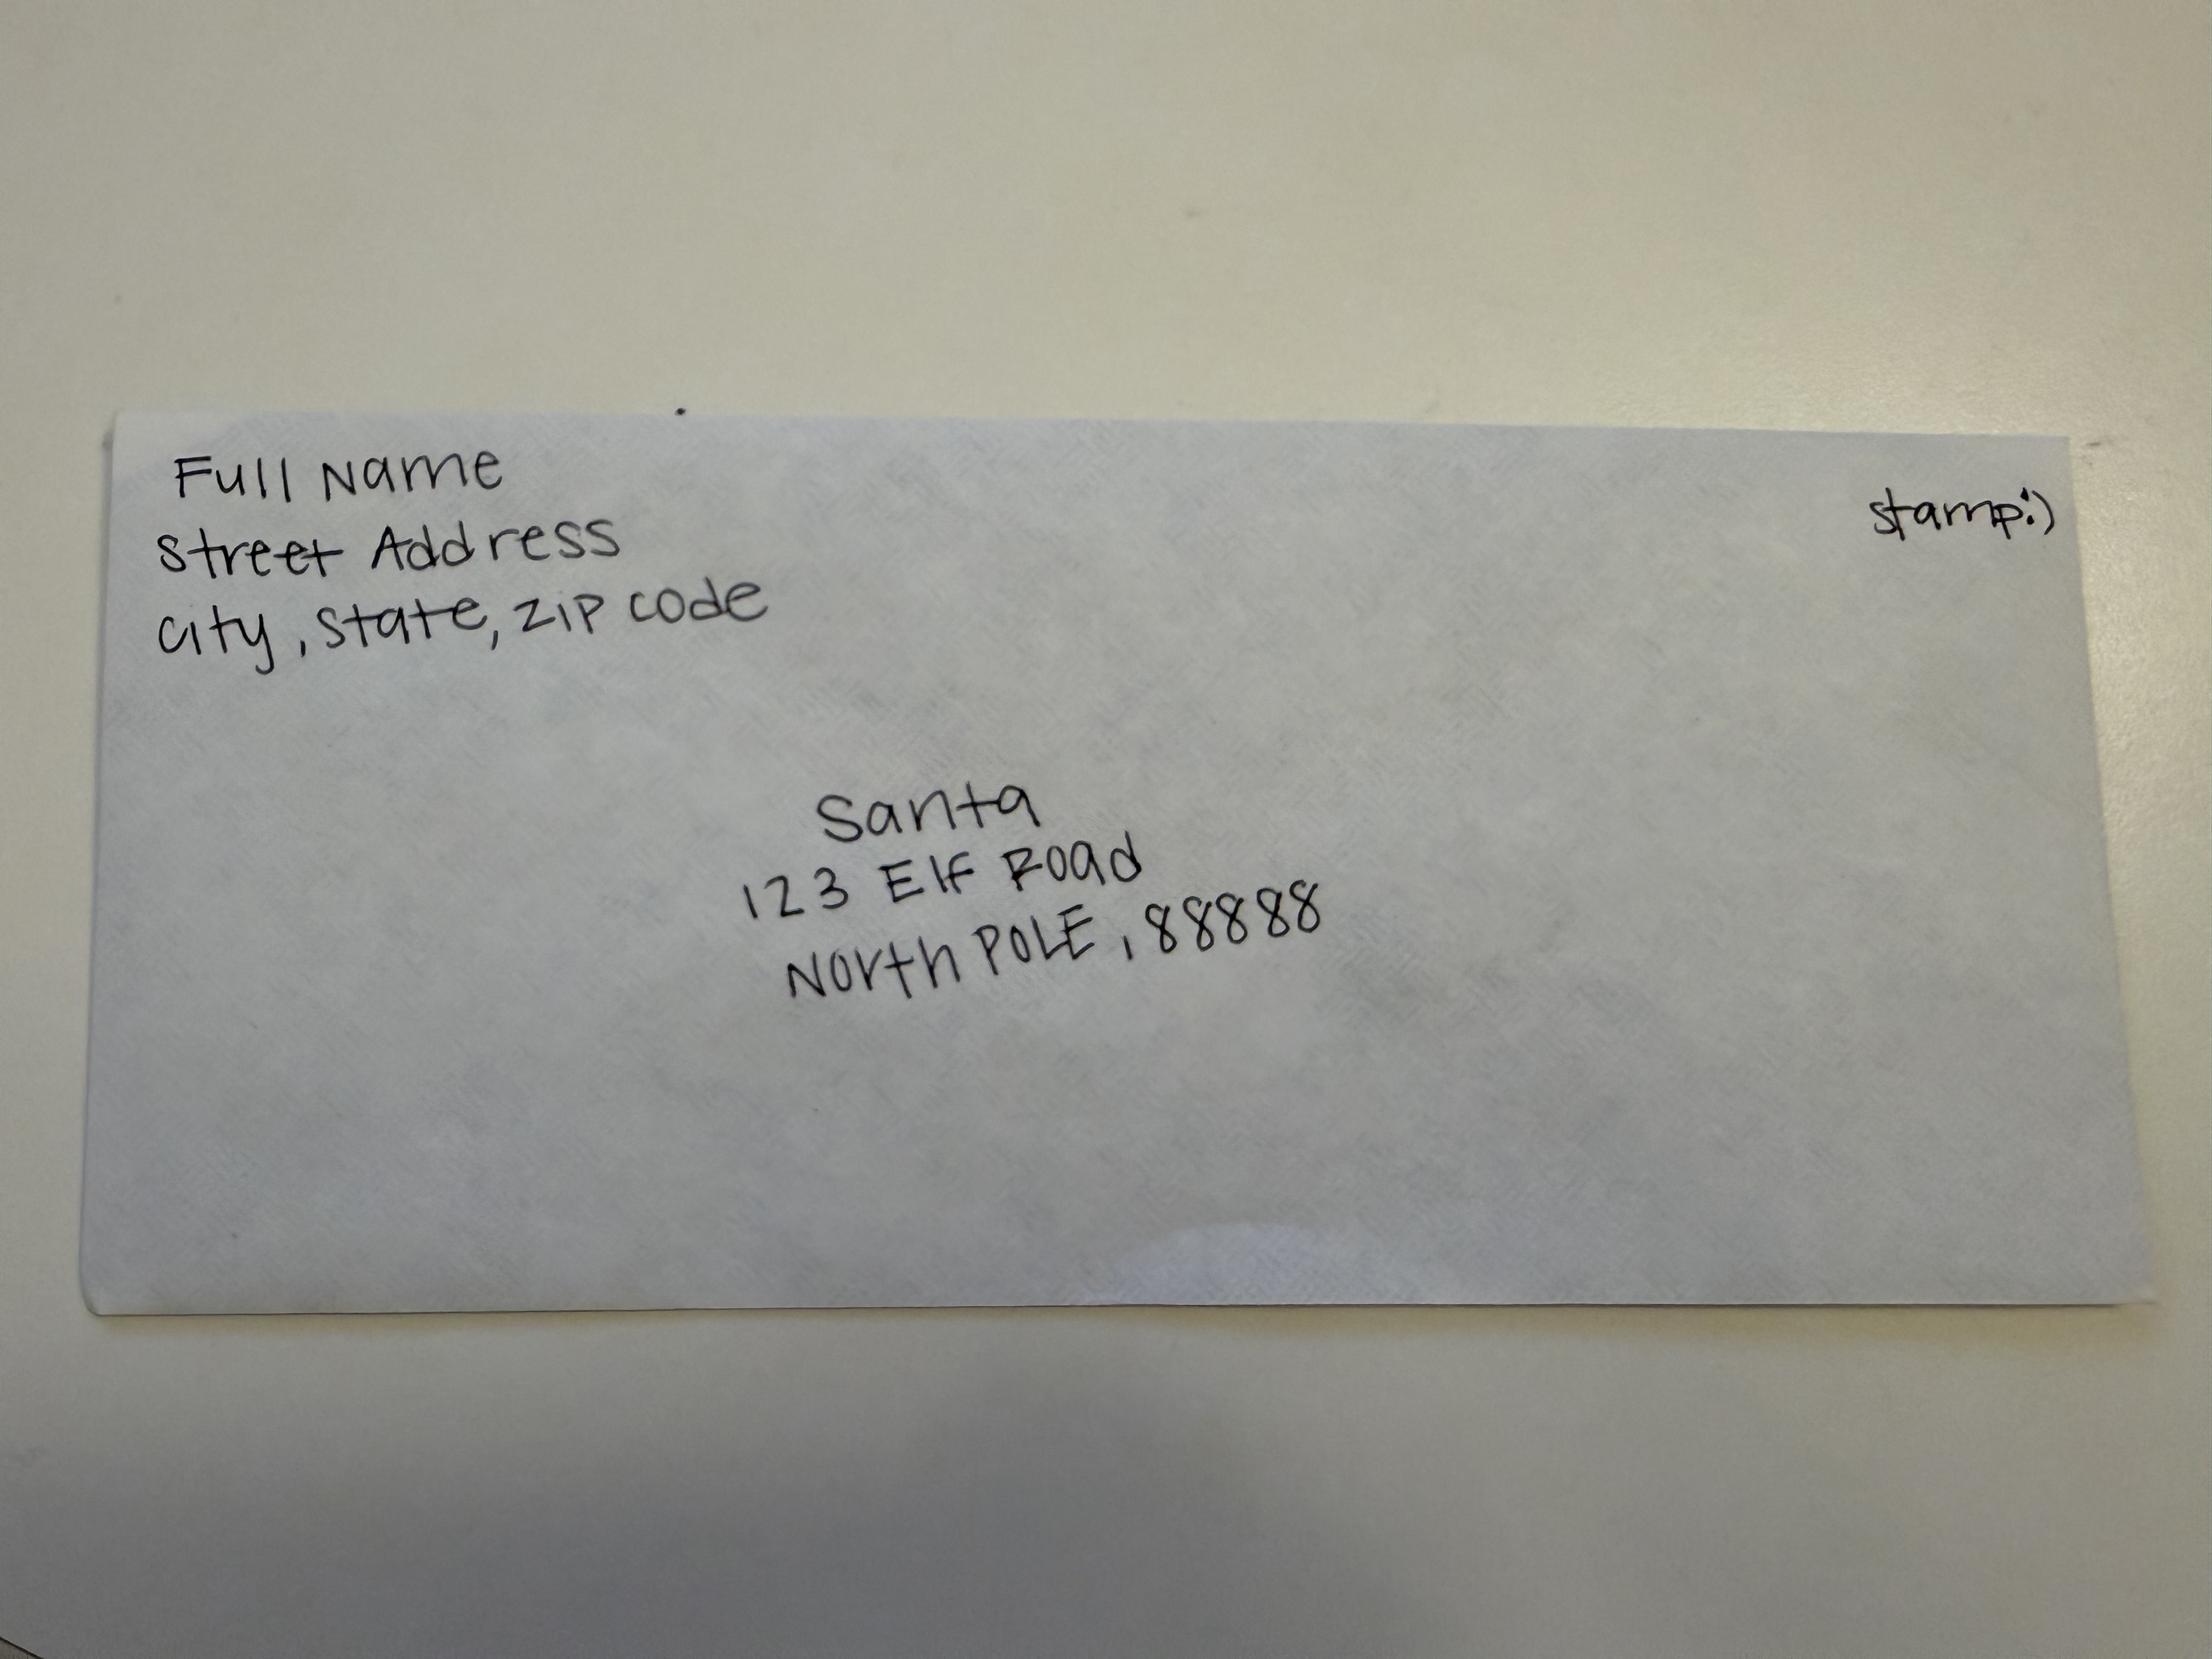 Full Name
Street Address
City, State, Zip code
stamp:)
Santa
123 Elf Road
North POLE, 88888